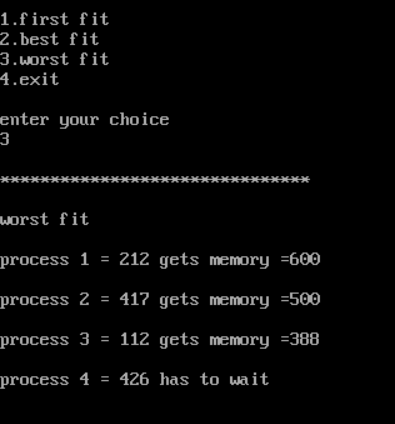 1.first fit
2.best fit
3.worst fit
4.exit
enter your choice
3
*******************************
worst fit
process 1 = 212 gets memory =600
process 2 = 417 gets memory =500
process 3 = 112 gets memory =388
process 4 = 426 has to wait